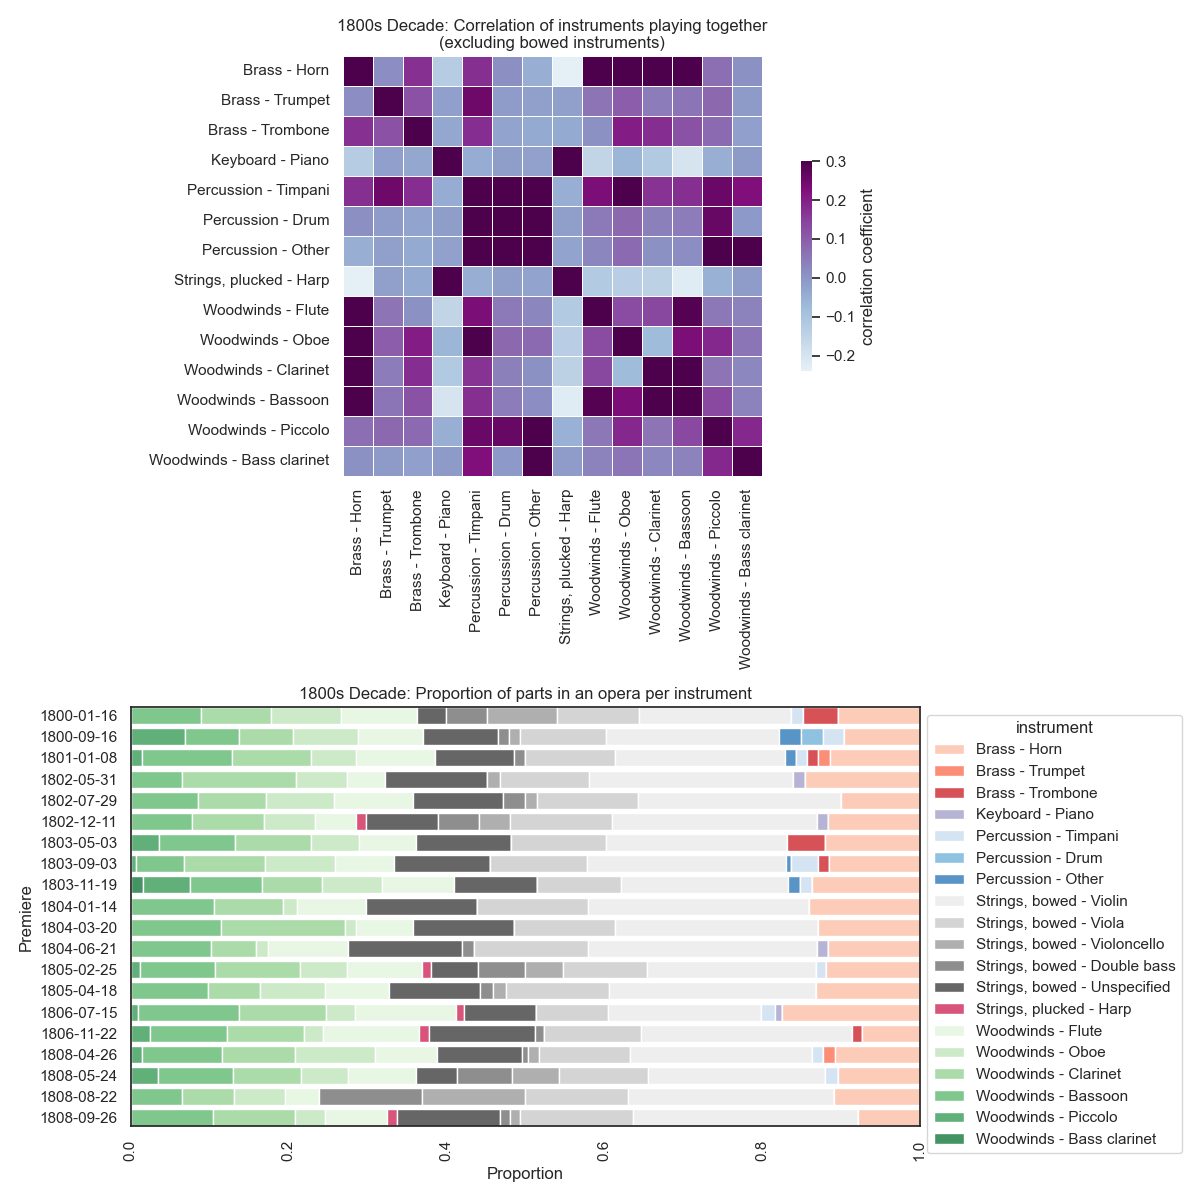 1800s Decade: Correlation of instruments playing together
(excluding bowed instruments)
Brass - Horn
Brass - Trumpet
Brass - Trombone
Keyboard - Piano
Percussion - Timpani
Percussion - Drum
Percussion - Other
Strings, plucked - Harp
Woodwinds - Flute
Woodwinds - Oboe
Woodwinds - Clarinet
Woodwinds - Bassoon
Woodwinds - Piccolo
Woodwinds - Bass clarinet
Brass - Horn
Brass - Trumpet
Brass - Trombone
Keyboard - Piano
Percussion - Timpani
Percussion - Drum
Percussion - Other
Strings, plucked - Harp
Woodwinds - Flute
Woodwinds - Oboe
Woodwinds - Clarinet
Woodwinds - Bassoon
Woodwinds - Piccolo
Woodwinds - Bass clarinet
0.3
0.2
0.1
0.0
−0.1
−0.2
correlation coefficient
1800s Decade: Proportion of parts in an opera per instrument
Premiere
1800-01-16
1800-09-16
1801-01-08
1802-05-31
1802-07-29
1802-12-11
1803-05-03
1803-09-03
1803-11-19
1804-01-14
1804-03-20
1804-06-21
1805-02-25
1805-04-18
1806-07-15
1806-11-22
1808-04-26
1808-05-24
1808-08-22
1808-09-26
0.0
0.2
0.4
0.6
0.8
1.0
Proportion
instrument
Brass - Horn
Brass - Trumpet
Brass - Trombone
Keyboard - Piano
Percussion - Timpani
Percussion - Drum
Percussion - Other
Strings, bowed - Violin
Strings, bowed - Viola
Strings, bowed - Violoncello
Strings, bowed - Double bass
Strings, bowed - Unspecified
Strings, plucked - Harp
Woodwinds - Flute
Woodwinds - Oboe
Woodwinds - Clarinet
Woodwinds - Bassoon
Woodwinds - Piccolo
Woodwinds - Bass clarinet